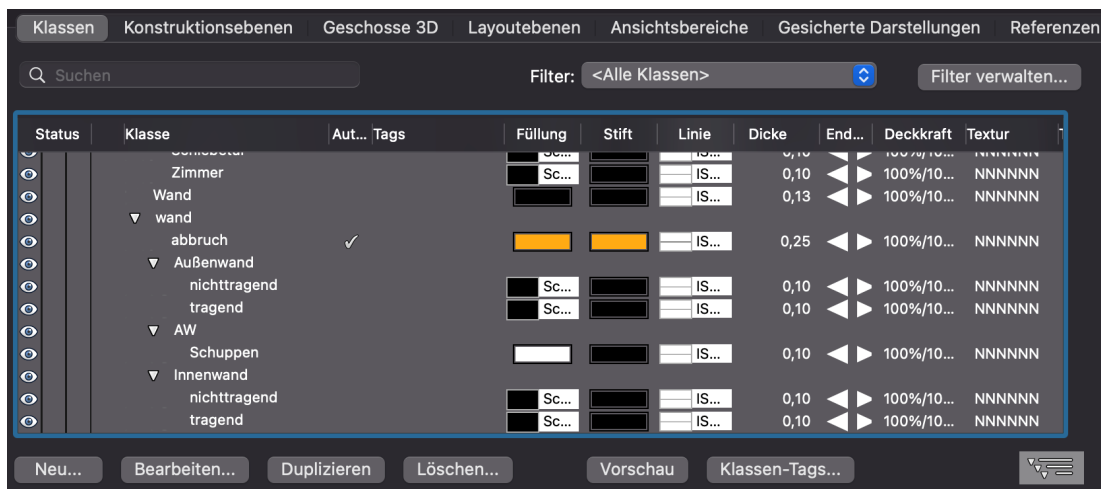 Klassen Konstruktionsebenen Geschosse 3D Layoutebenen Ansichtsbereiche Gesicherte Darstellungen Referenzen
Suchen Filter: <Alle Klassen> Filter verwalten...
Status Klasse Aut... Tags Füllung Stift Linie Dicke End... Deckkraft Textur
Zimmer Sc... IS... 0,10 100%/10... NNNNNN
Wand IS... 0,13 100%/10... NNNNNN
wand
abbruch ✓ IS... 0,25 100%/10... NNNNNN
Außenwand
nichttragend Sc... IS... 0,10 100%/10... NNNNNN
tragend Sc... IS... 0,10 100%/10... NNNNNN
AW
Schuppen IS... 0,10 100%/10... NNNNNN
Innenwand
nichttragend Sc... IS... 0,10 100%/10... NNNNNN
tragend Sc... IS... 0,10 100%/10... NNNNNN
Neu... Bearbeiten... Duplizieren Löschen... Vorschau Klassen-Tags...